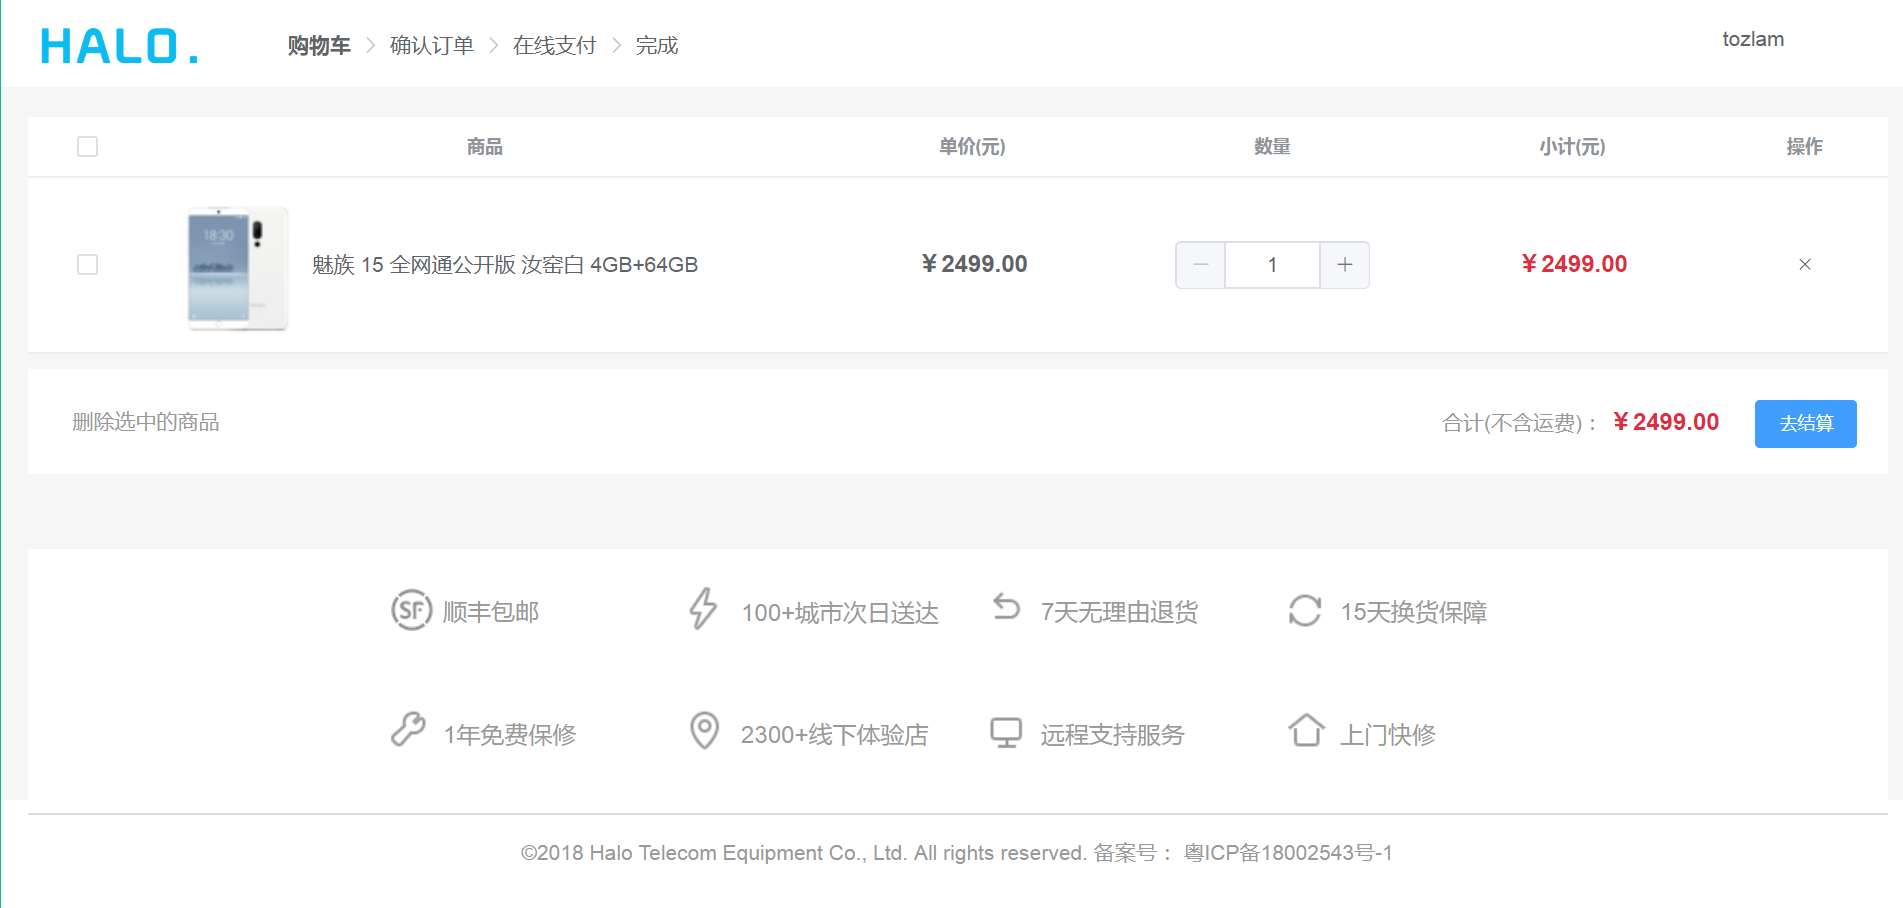 HALO.
购物车 > 确认订单 > 在线支付 > 完成
tozlam
商品 单价(元) 数量 小计(元) 操作
18:30
魅族 15 全网通公开版 汝窑白 4GB+64GB ¥2499.00 1 ¥2499.00
删除选中的商品 合计(不含运费)： ¥2499.00 去结算
SF 顺丰包邮 100+城市次日送达 7天无理由退货 15天换货保障
1年免费保修 2300+线下体验店 远程支持服务 上门快修
©2018 Halo Telecom Equipment Co., Ltd. All rights reserved. 备案号： 粤ICP备18002543号-1